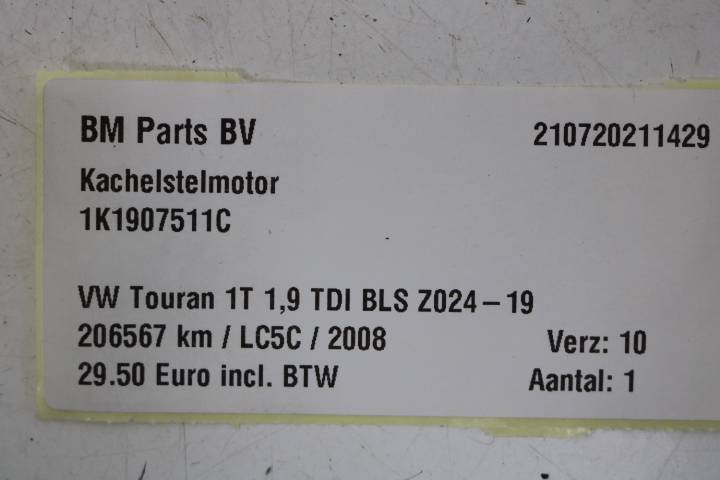 BM Parts BV 210720211429
Kachelstelmotor
1K1907511C
VW Touran 1T 1,9 TDI BLS Z024-19
206567 km / LC5C / 2008 Verz: 10
29.50 Euro incl. BTW Aantal: 1